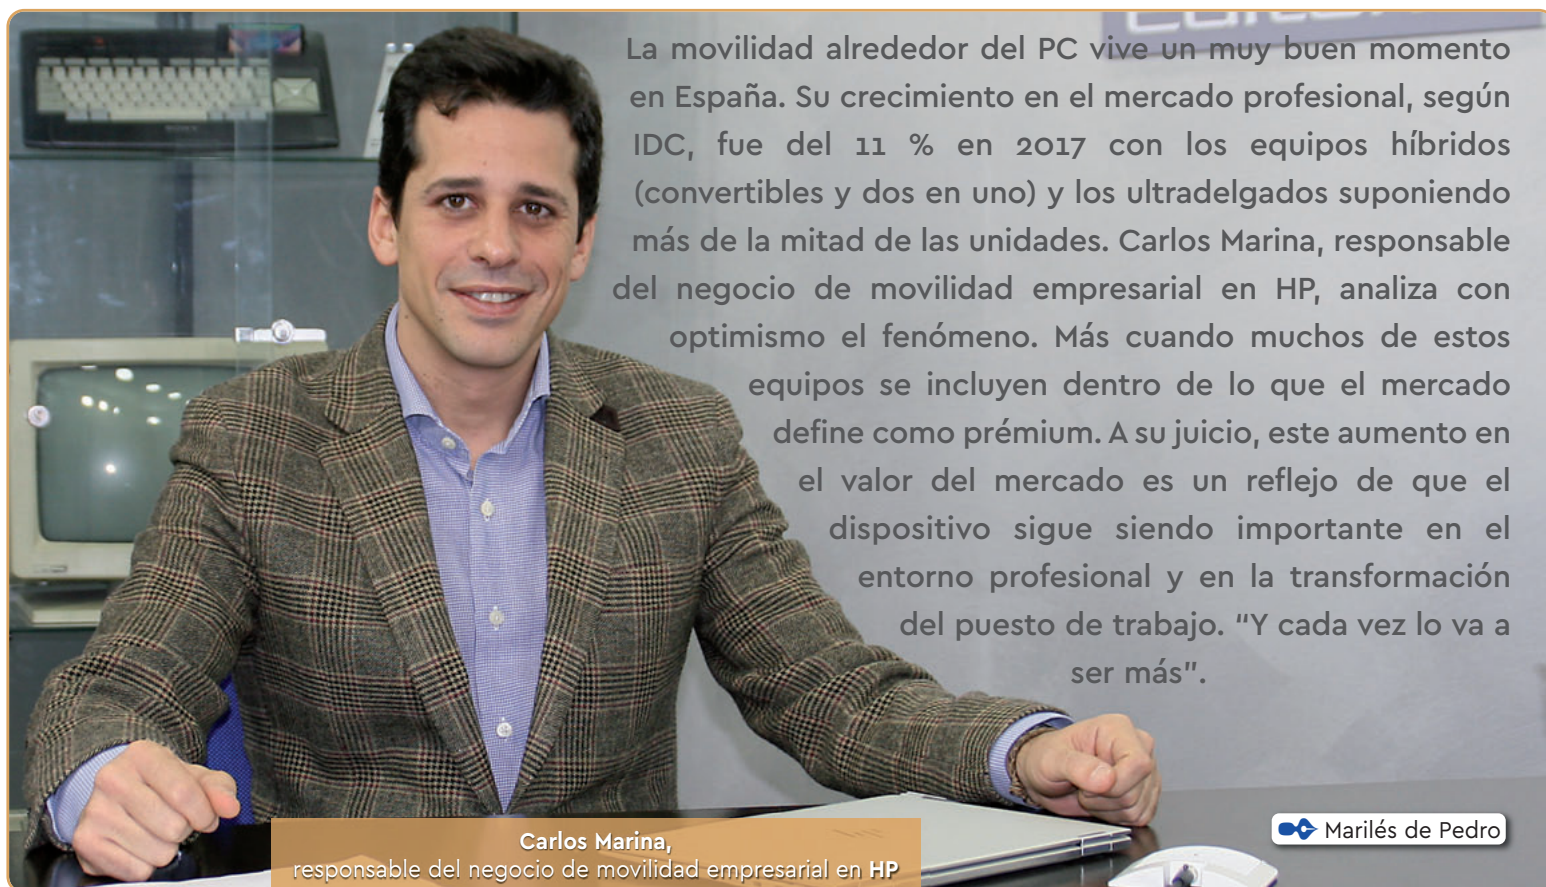 La movilidad alrededor del PC vive un muy buen momento
en España. Su crecimiento en el mercado profesional, según
IDC, fue del 11 % en 2017 con los equipos híbridos
(convertibles y dos en uno) y los ultradelgados suponiendo
más de la mitad de las unidades. Carlos Marina, responsable
del negocio de movilidad empresarial en HP, analiza con
optimismo el fenómeno. Más cuando muchos de estos
equipos se incluyen dentro de lo que el mercado
define como prémium. A su juicio, este aumento en
el valor del mercado es un reflejo de que el
dispositivo sigue siendo importante en el
entorno profesional y en la transformación
del puesto de trabajo. “Y cada vez lo va a
ser más”.
Marilés de Pedro
Carlos Marina,
responsable del negocio de movilidad empresarial en HP
SONY